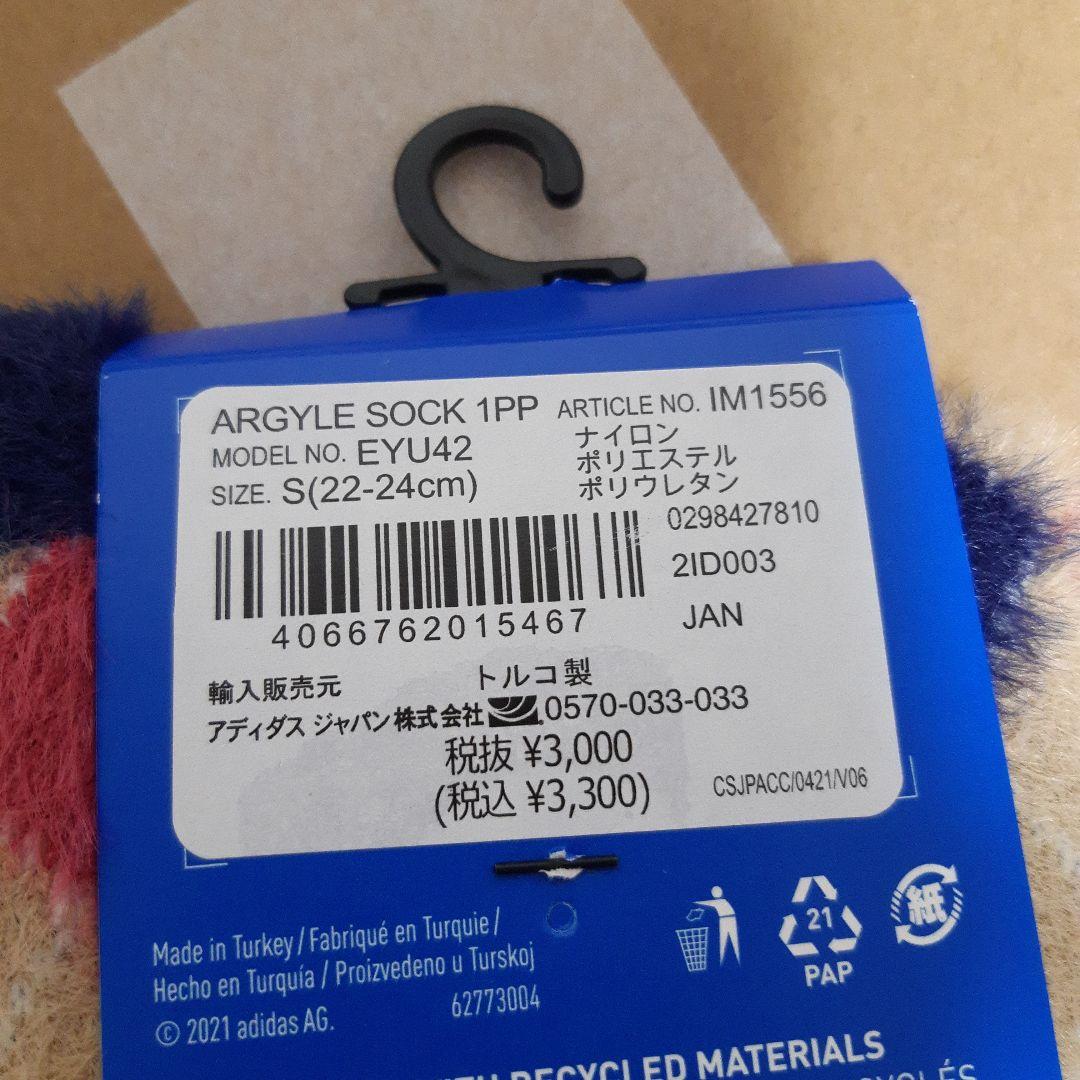 ARGYLE SOCK 1PP ARTICLE NO. IM1556
MODEL NO. EYU42
SIZE. S(22-24cm)
ナイロン
ポリエステル
ポリウレタン
0298427810
2ID003
JAN
4066762015467
輸入販売元
トルコ製
アディダス ジャパン株式会社 0570-033-033
税抜 ¥3,000
(税込 ¥3,300)
CSJPACC/0421/V06
Made in Turkey / Fabriqué en Turquie /
Hecho en Turquía / Proizvedeno u Turskoj
© 2021 adidas AG.
62773004
21
PAP
紙
RECYCLED MATERIALS